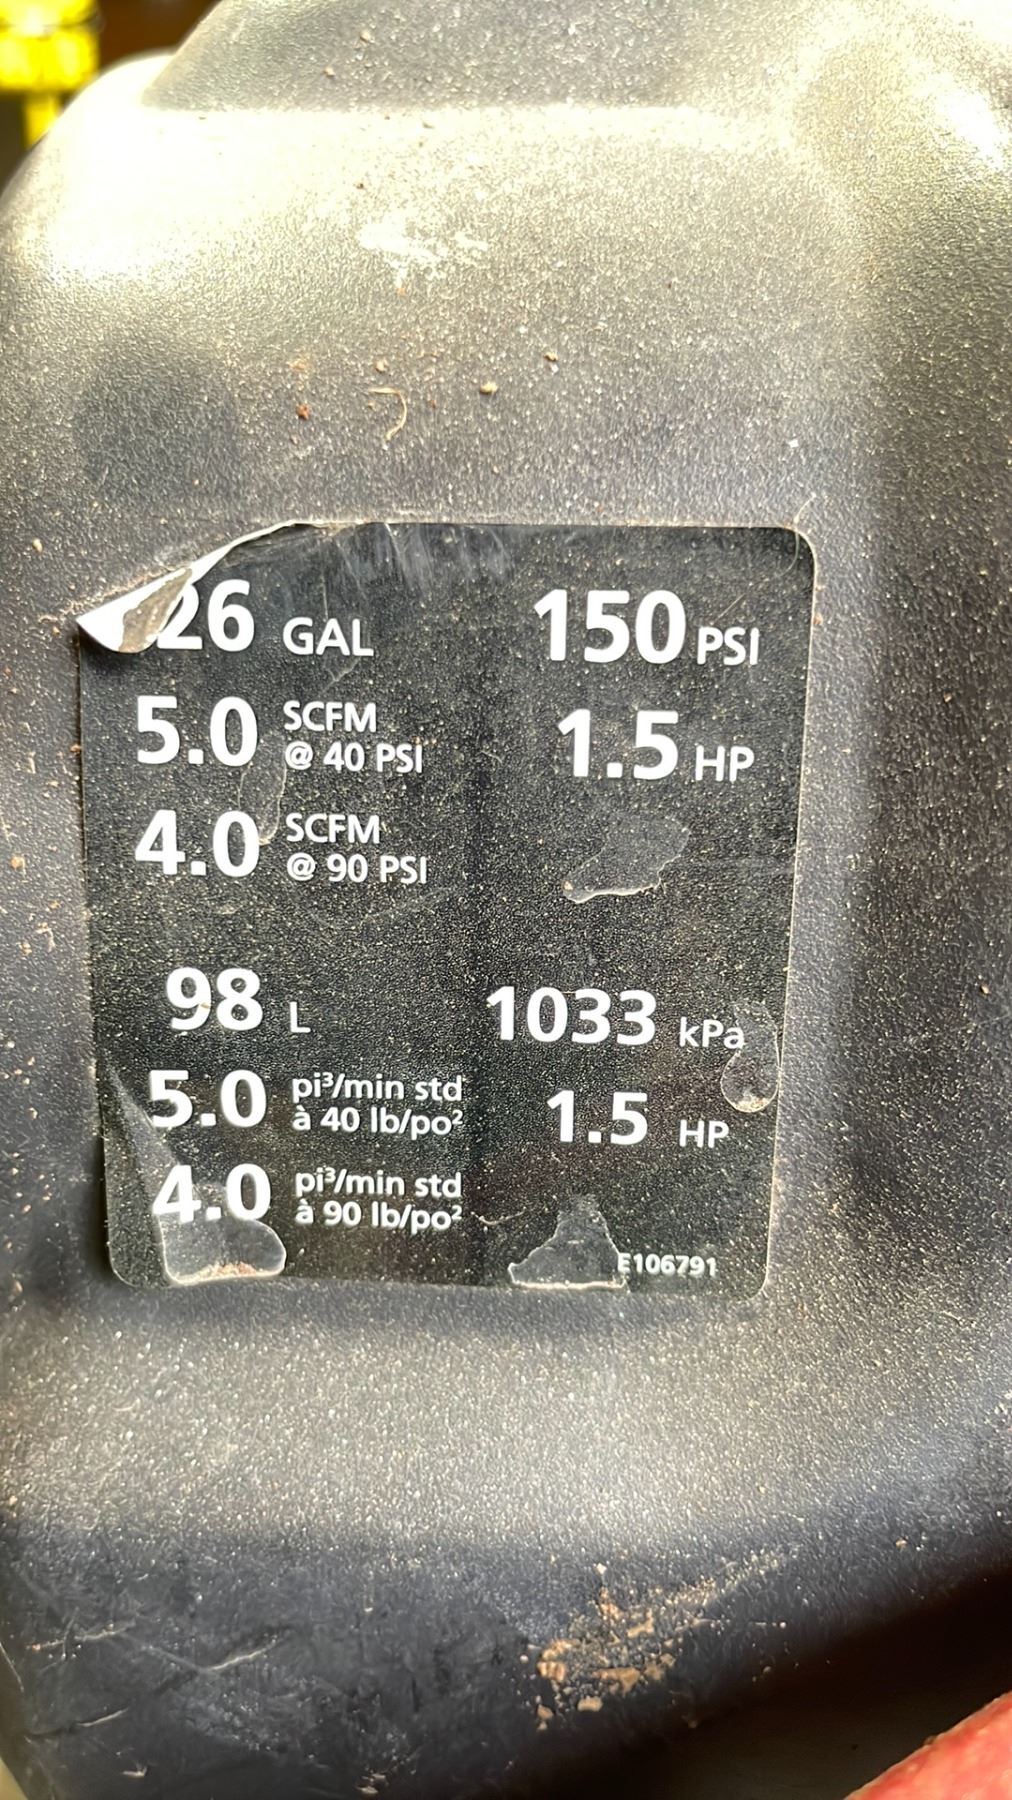 26 GAL 150 PSI
5.0 SCFM @ 40 PSI 1.5 HP
4.0 SCFM @ 90 PSI
98 L 1033 kPa
5.0 pi³/min std à 40 lb/po² 1.5 HP
4.0 pi³/min std à 90 lb/po²
E106791